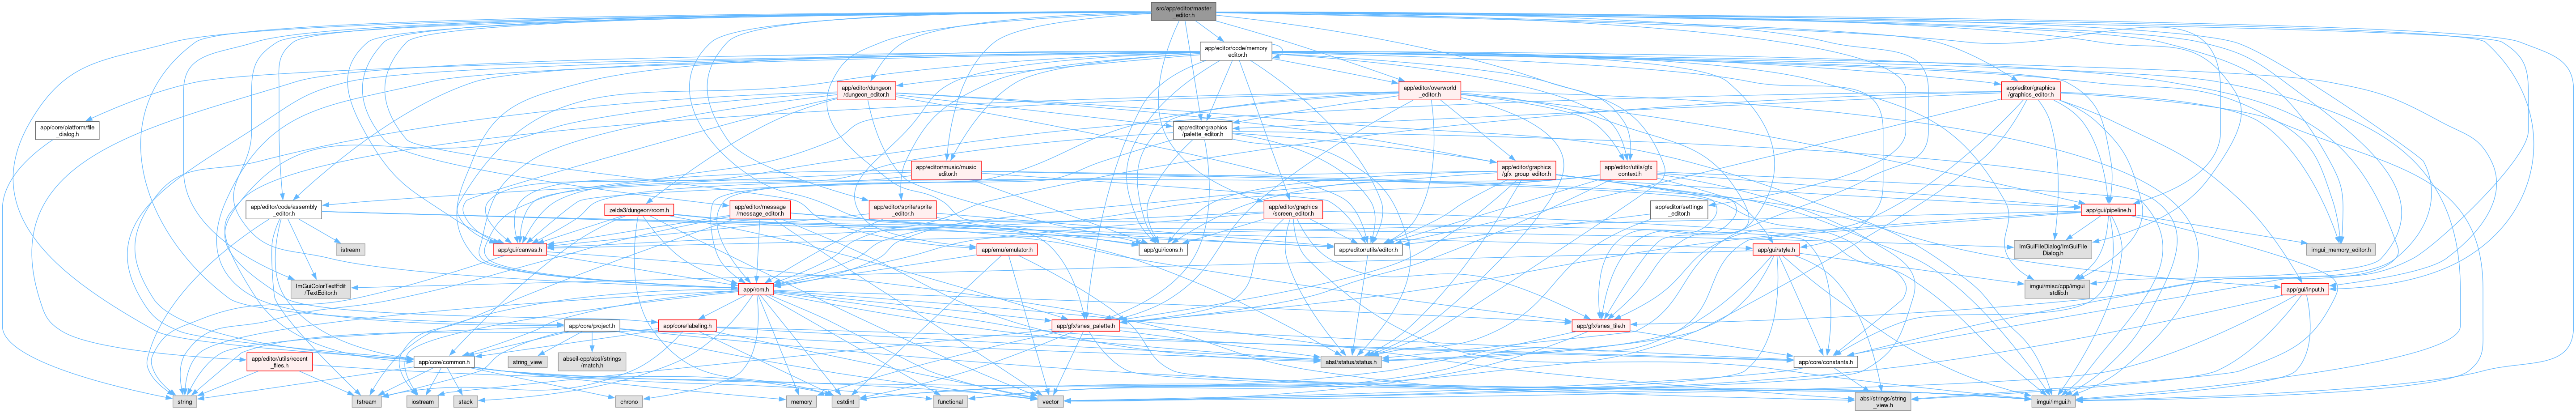 src/app/editor/master
_editor.h
app/editor/code/memory
_editor.h
app/editor/dungeon
/dungeon_editor.h
app/editor/overworld
_editor.h
app/editor/graphics
/graphics_editor.h
app/core/platform/file
_dialog.h
app/editor/graphics
/palette_editor.h
app/editor/music/music
_editor.h
app/editor/graphics
/gfx_group_editor.h
app/editor/utils/gfx
_context.h
app/editor/code/assembly
_editor.h
zelda3/dungeon/room.h
app/editor/message
/message_editor.h
app/editor/sprite/sprite
_editor.h
app/editor/graphics
/screen_editor.h
app/editor/settings
_editor.h
app/gui/pipeline.h
istream
app/gui/canvas.h
app/emu/emulator.h
app/gui/icons.h
app/editor/utils/editor.h
app/gui/style.h
ImGuiFileDialog/ImGuiFile
Dialog.h
imgui_memory_editor.h
ImGuiColorTextEdit
/TextEditor.h
app/rom.h
imgui/misc/cpp/imgui
_stdlib.h
app/gui/input.h
app/core/project.h
app/core/labeling.h
app/gfx/snes_palette.h
app/gfx/snes_tile.h
app/editor/utils/recent
_files.h
app/core/common.h
string_view
absell-cpp/absl/strings
/match.h
absl/status/status.h
app/core/constants.h
string
fstream
iostream
stack
chrono
memory
cstdint
functional
vector
absl/strings/string
_view.h
imgui/imgui.h